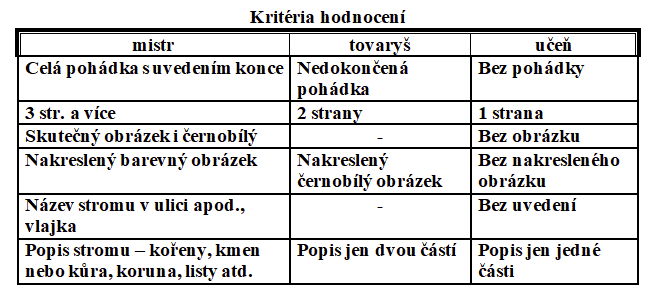 Kritéria hodnocení
mistr tovaryš učeň
Celá pohádka s uvedením konce Nedokončená pohádka Bez pohádky
3 str. a více 2 strany 1 strana
Skutečný obrázek i černobílý - Bez obrázku
Nakreslený barevný obrázek Nakreslený černobílý obrázek Bez nakresleného obrázku
Název stromu v ulici apod., vlajka - Bez uvedení
Popis stromu – kořeny, kmen nebo kůra, koruna, listy atd. Popis jen dvou částí Popis jen jedné části